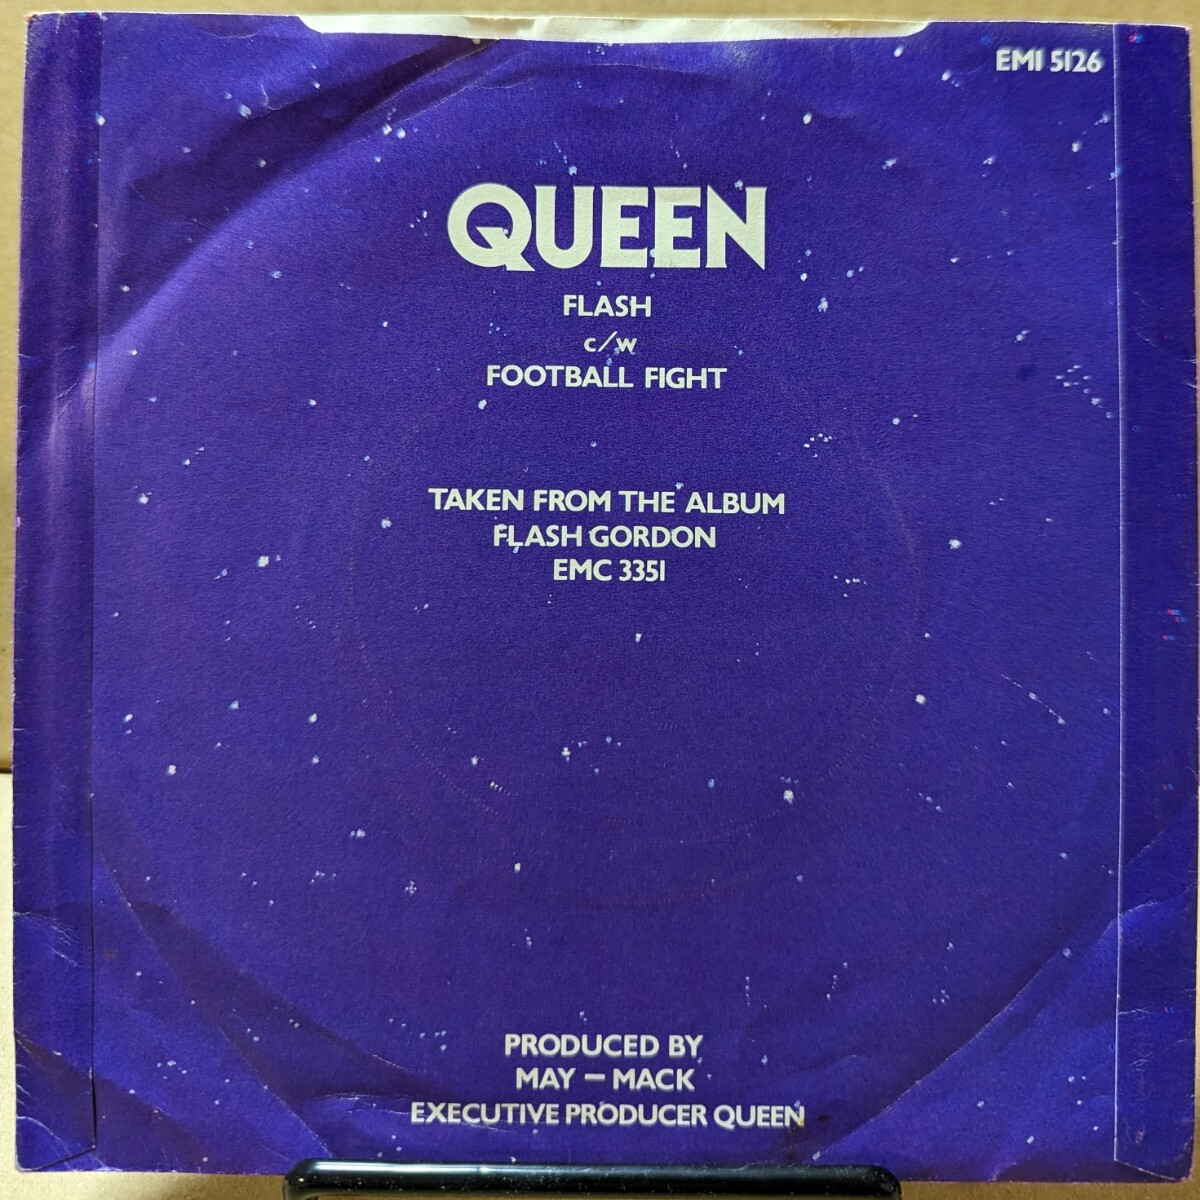 EMI 5126
QUEEN
FLASH
c/w
FOOTBALL FIGHT
TAKEN FROM THE ALBUM
FLASH GORDON
EMC 3351
PRODUCED BY
MAY – MACK
EXECUTIVE PRODUCER QUEEN